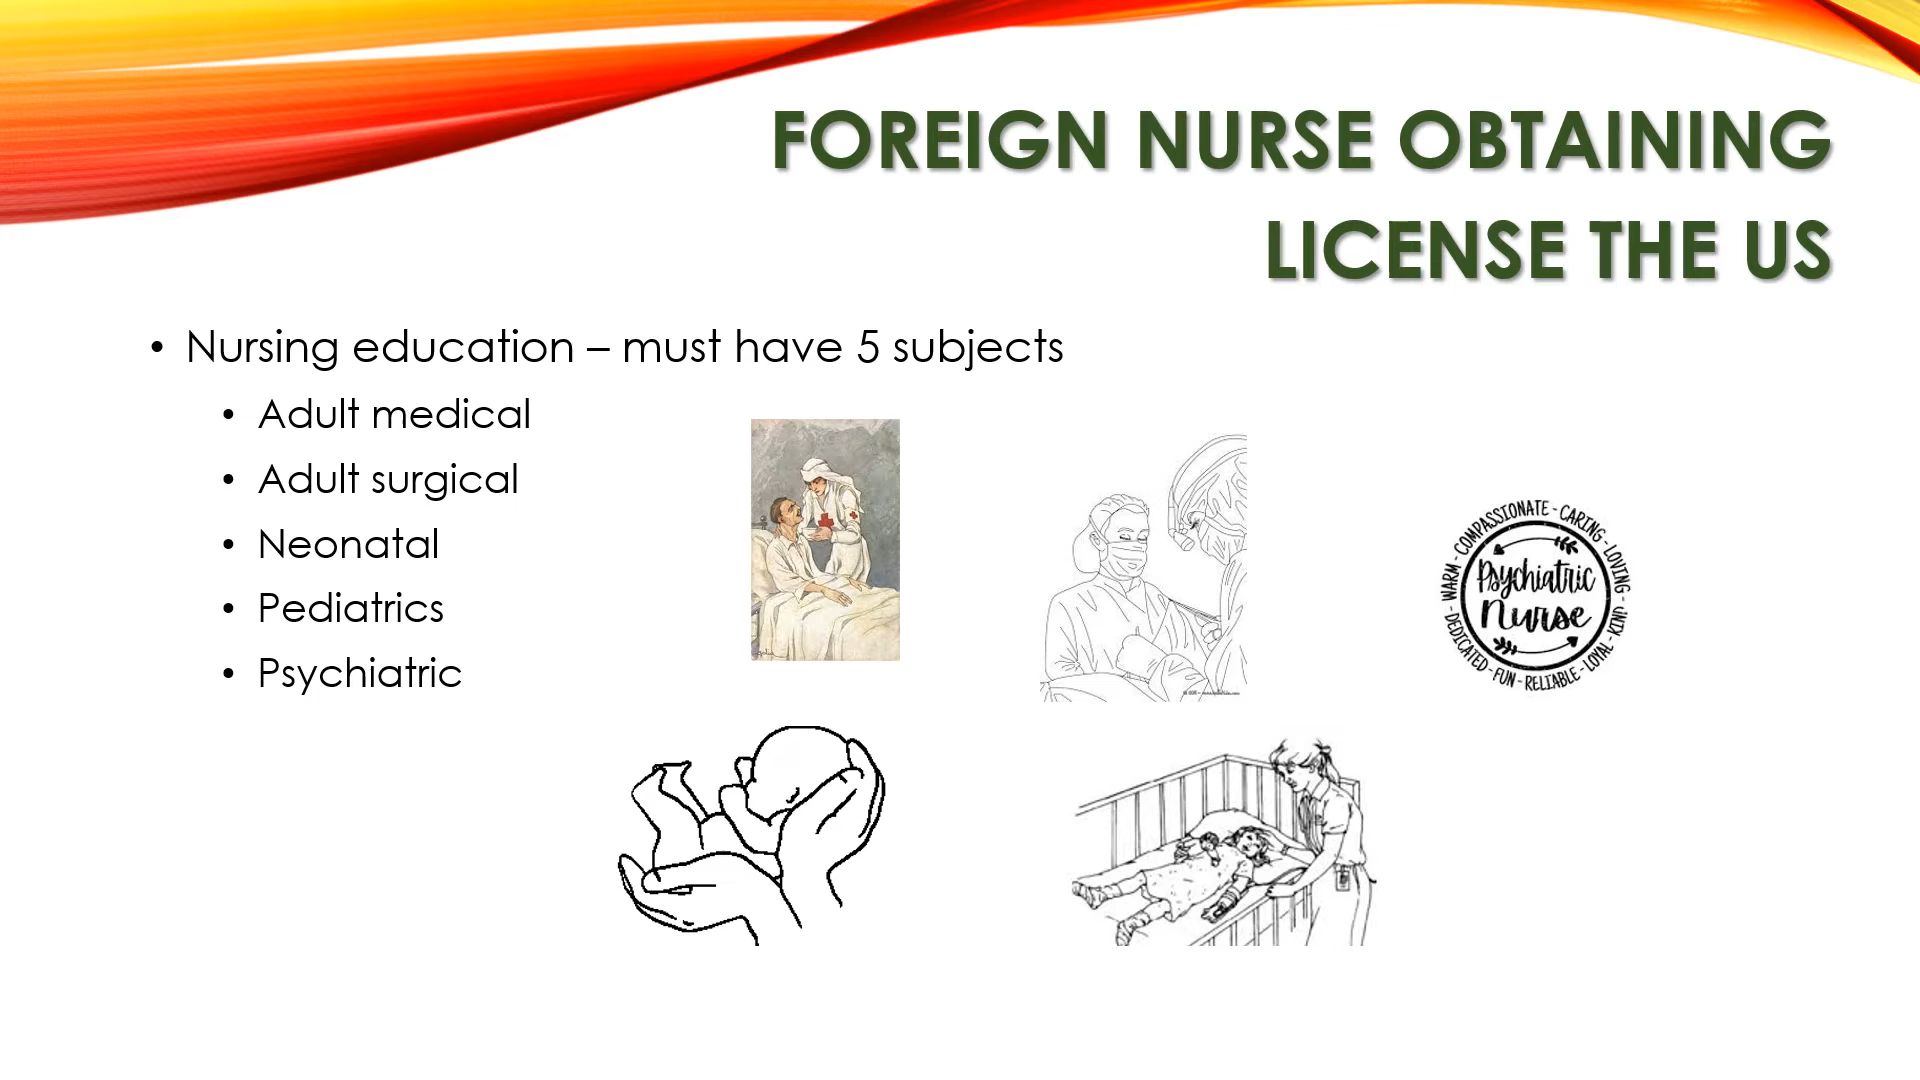 FOREIGN NURSE OBTAINING
LICENSE THE US
• Nursing education – must have 5 subjects
• Adult medical
• Adult surgical
• Neonatal
• Pediatrics
• Psychiatric
WARM - COMPASSIONATE - CARING - LOVING - KIND - LOYAL - RELIABLE - FUN - DEDICATED -
Psychiatric
Nurse